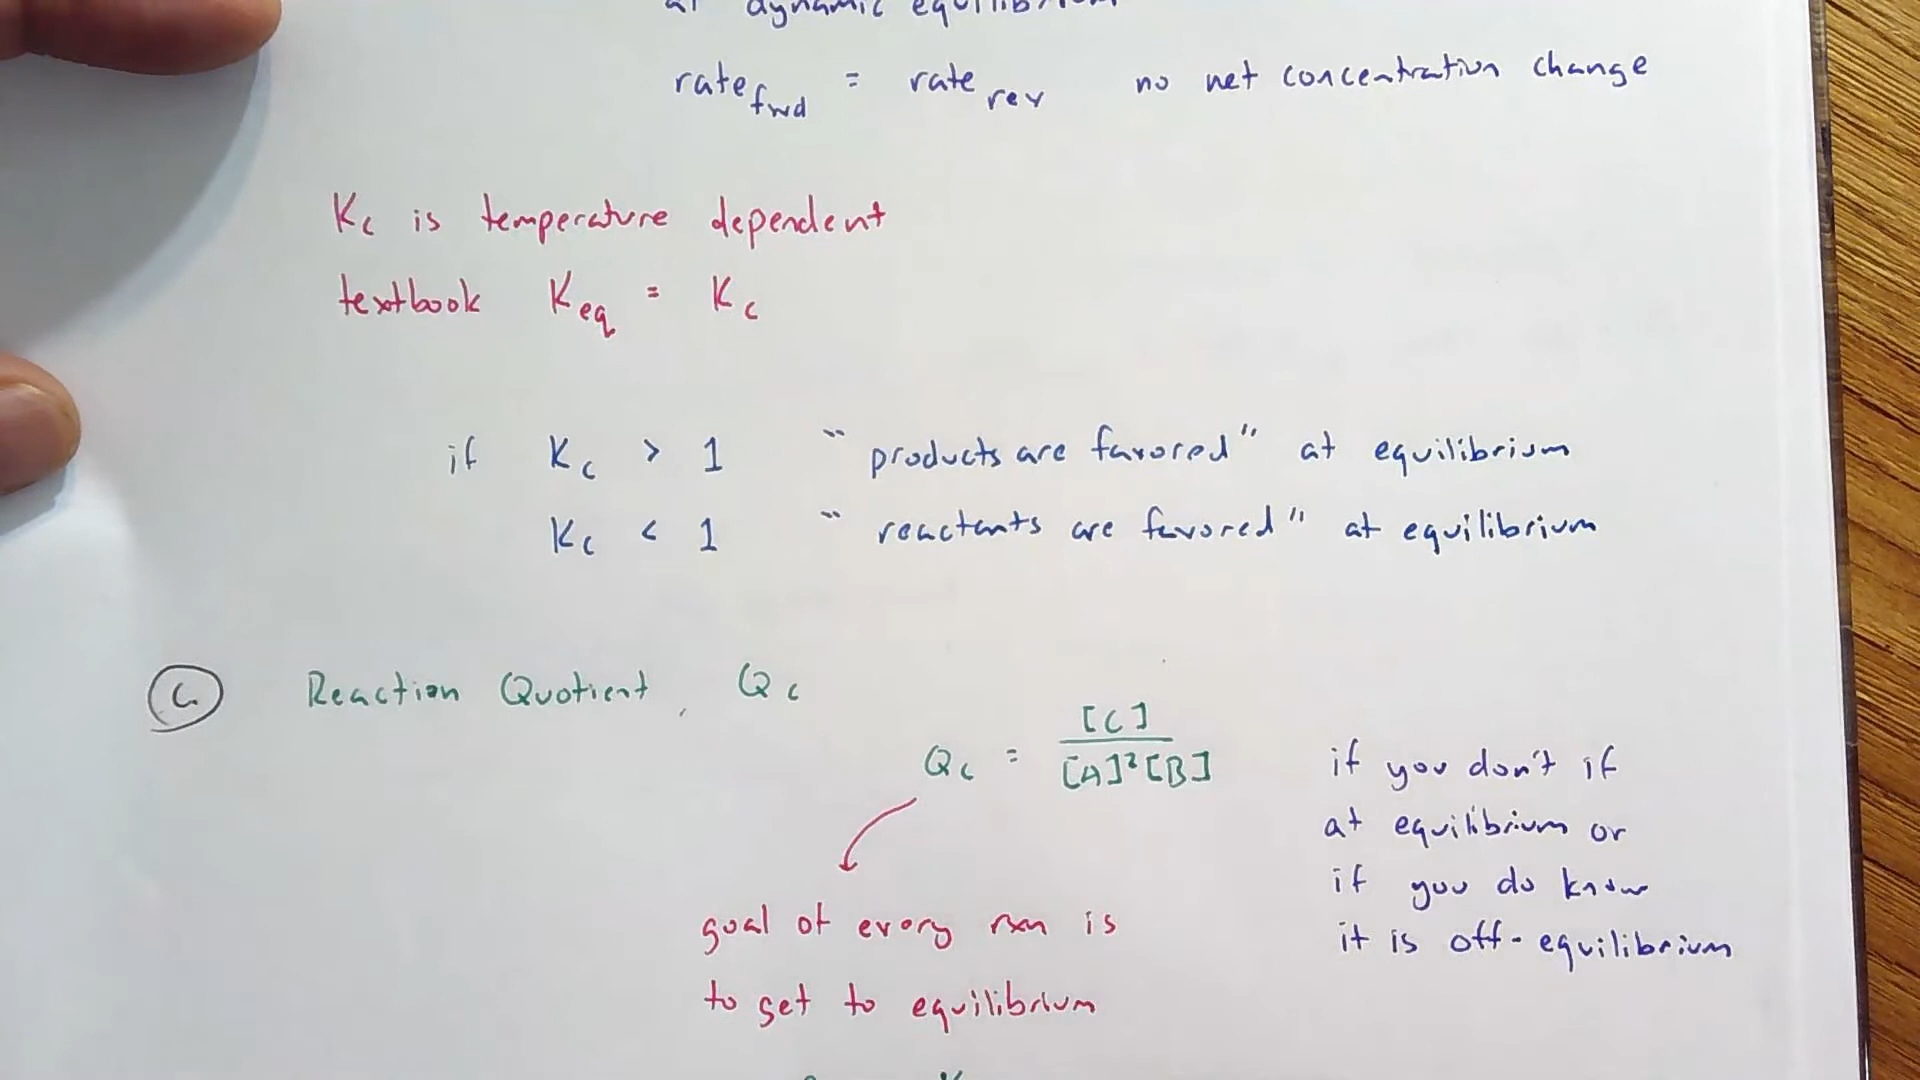 at dynamic equilibrium
rate fwd = rate rev no net concentration change
Kc is temperature dependent
textbook Keq = Kc
if Kc > 1 " products are favored " at equilibrium
Kc < 1 " reactants are favored " at equilibrium
C. Reaction Quotient, Qc
Qc = [C] / [A]²[B]
if you don't if
at equilibrium or
if you do know
it is off-equilibrium
goal of every rxn is
to get to equilibrium